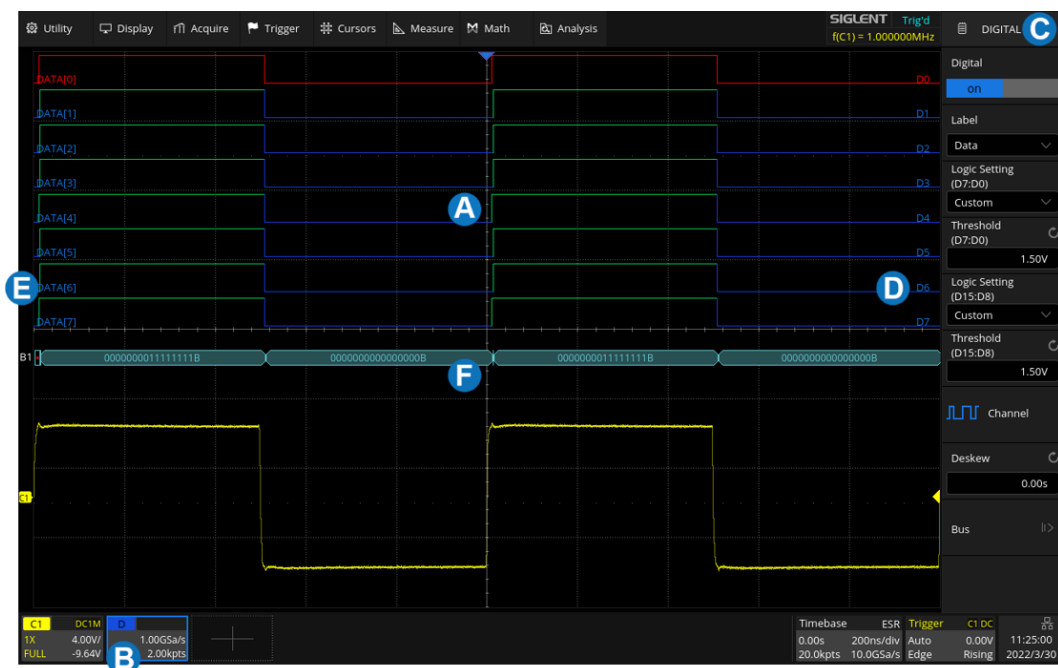 Utility Display Acquire Trigger Cursors Measure Math Analysis
SIGLENT Trig'd
f(C1) = 1.000000MHz
DIGITAL C
DATA[0] D0
DATA[1] D1
DATA[2] D2
DATA[3] D3
DATA[4] D4
DATA[5] D5
DATA[6] D6
DATA[7] D7
A
E
D
B1 0000000011111111B 0000000000000000B 0000000011111111B 0000000000000000B
F
C1
Digital
on
Label
Data
Logic Setting
(D7:D0)
Custom
Threshold
(D7:D0)
1.50V
Logic Setting
(D15:D8)
Custom
Threshold
(D15:D8)
1.50V
Channel
Deskew
0.00s
Bus
C1 DC1M
1X 4.00V/
FULL -9.64V
D
1.00GSa/s
2.00kpts
B
Timebase ESR
0.00s 200ns/div
20.0kpts 10.0GSa/s
Trigger C1 DC
Auto 0.00V
Edge Rising
11:25:00
2022/3/30